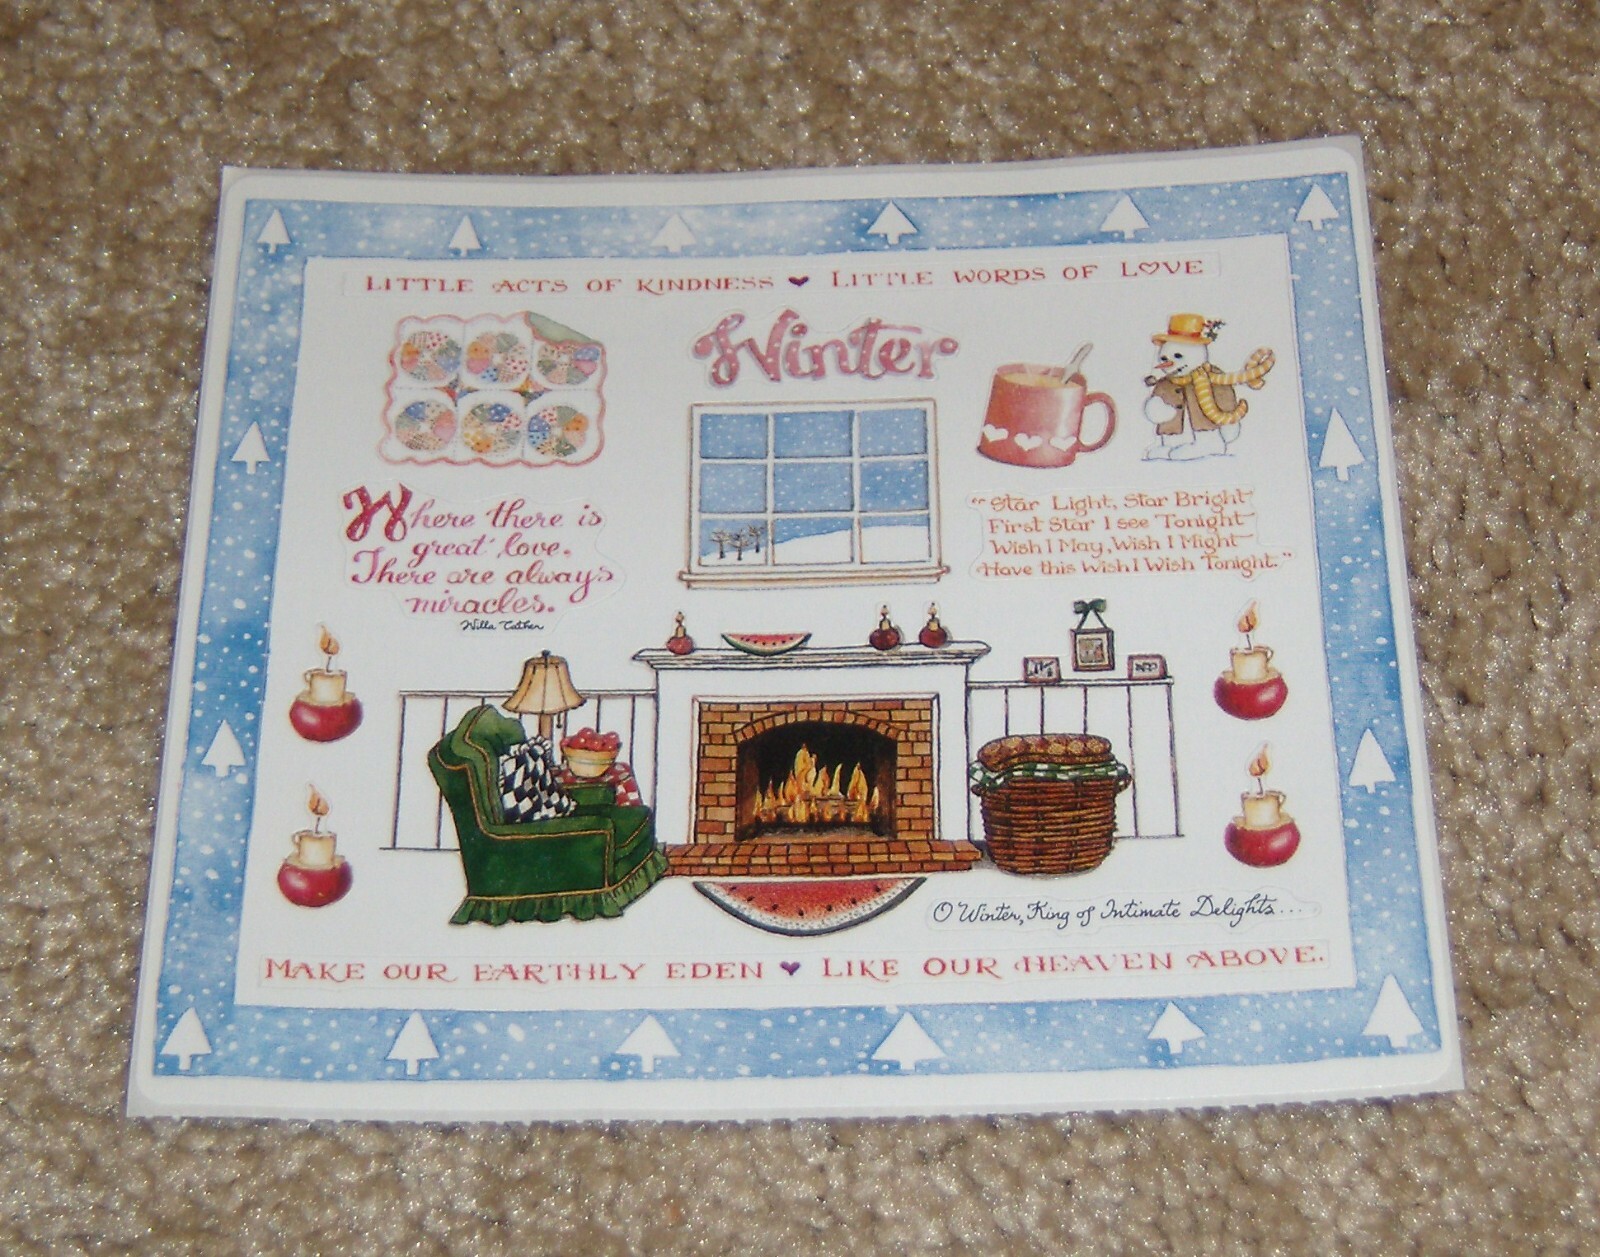 LITTLE ACTS OF KINDNESS ♥ LITTLE WORDS OF LOVE
Winter
Where there is
great love.
There are always
miracles.
Willa Cather
"Star Light, Star Bright
First Star I see Tonight
Wish I May, Wish I Might
Have this Wish I Wish Tonight."
O Winter, King of Intimate Delights...
MAKE OUR EARTHLY EDEN ♥ LIKE OUR HEAVEN ABOVE.